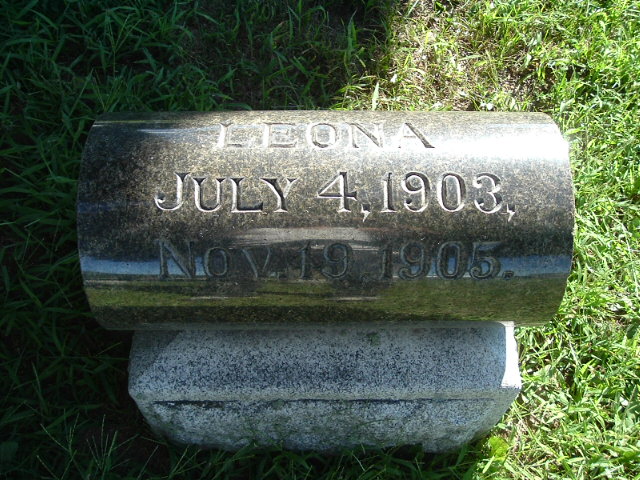 LEONA
JULY 4, 1903,
NOV. 19, 1905.